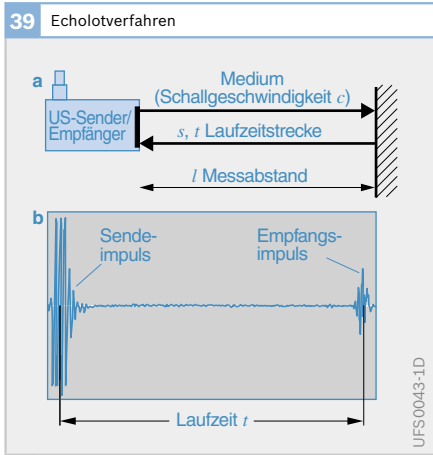 39 Echolotverfahren
a
Medium
(Schallgeschwindigkeit c)
US-Sender/
Empfänger
s, t Laufzeitstrecke
l Messabstand
b
Sende-
impuls
Empfangs-
impuls
Laufzeit t
UFS0043-1D